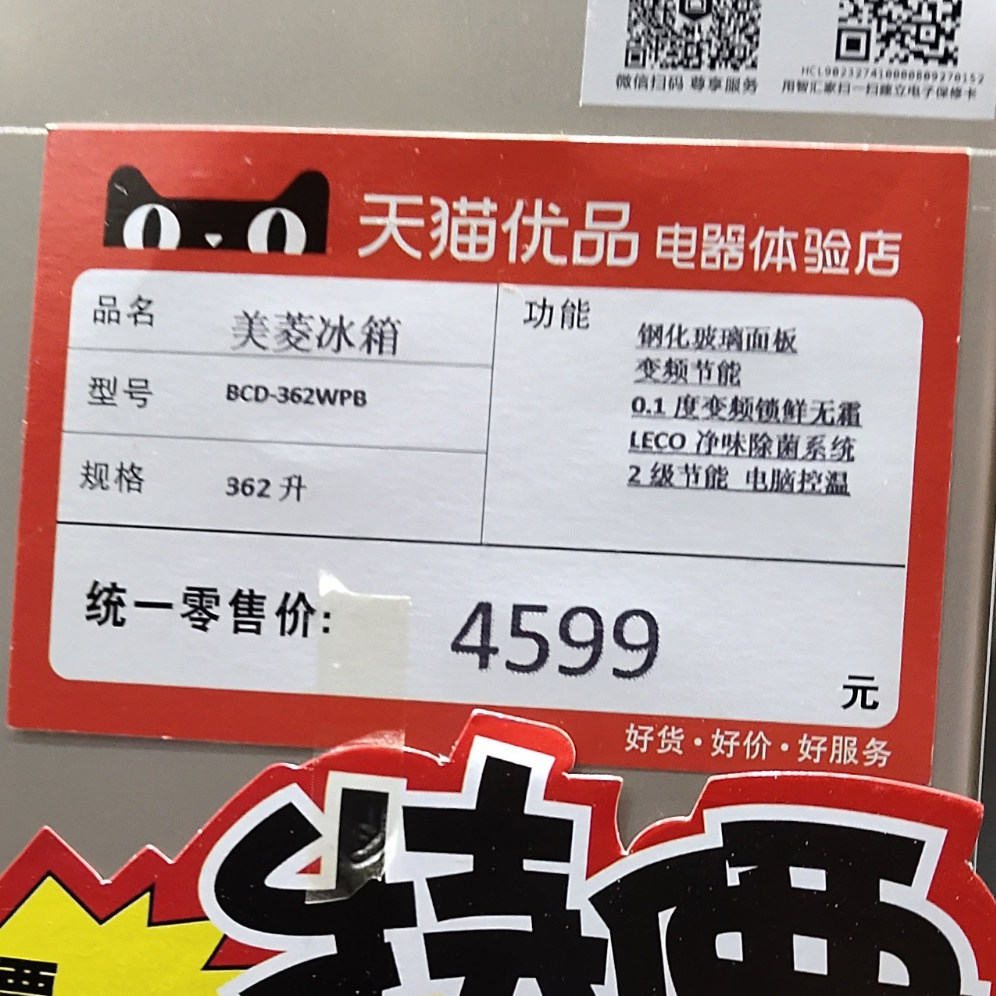 微信扫码 尊享服务
HCL9023274100000809270152
用智汇家扫一扫建立电子保修卡
天猫优品 电器体验店
品名 美菱冰箱
型号 BCD-362WPB
规格 362 升
功能
钢化玻璃面板
变频节能
0.1 度变频锁鲜无霜
LECO 净味除菌系统
2 级节能 电脑控温
统一零售价: 4599 元
好货·好价·好服务
特価